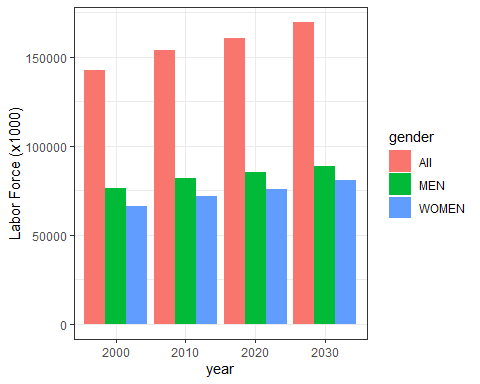 Labor Force (x1000)
150000
100000
50000
0
2000 2010 2020 2030
year
gender
All
MEN
WOMEN